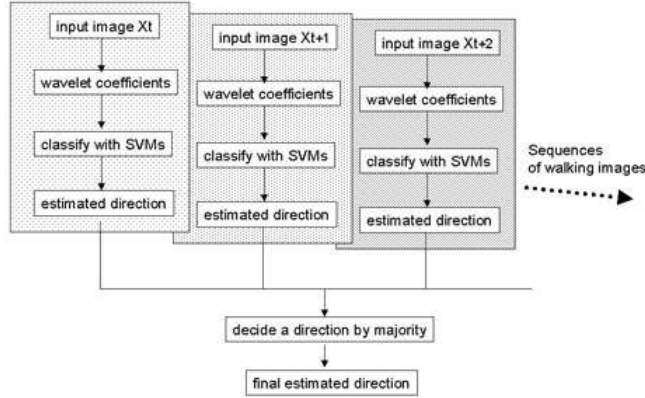 input image Xt
wavelet coefficients
classify with SVMs
estimated direction
input image Xt+1
wavelet coefficients
classify with SVMs
estimated direction
input image Xt+2
wavelet coefficients
classify with SVMs
estimated direction
Sequences
of walking images
decide a direction by majority
final estimated direction